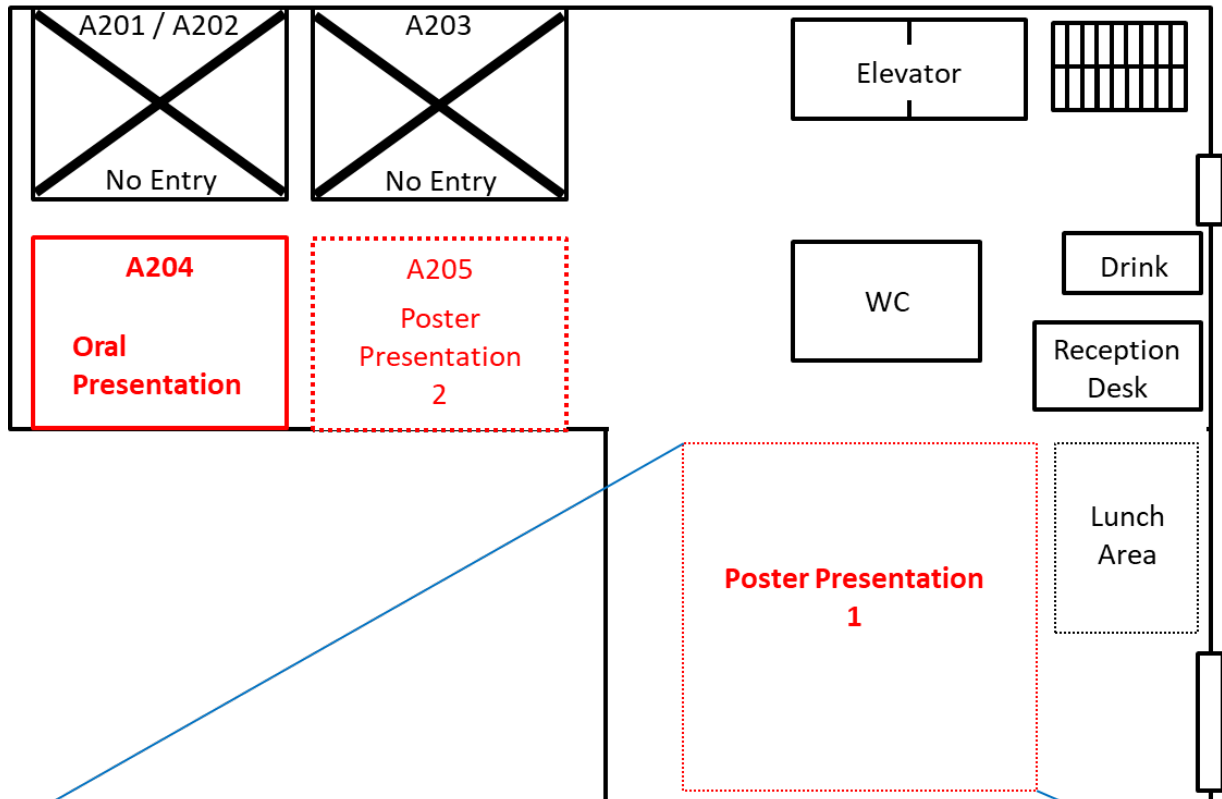 A201 / A202
No Entry
A203
No Entry
Elevator
A204
Oral
Presentation
A205
Poster
Presentation
2
WC
Drink
Reception
Desk
Poster Presentation
1
Lunch
Area